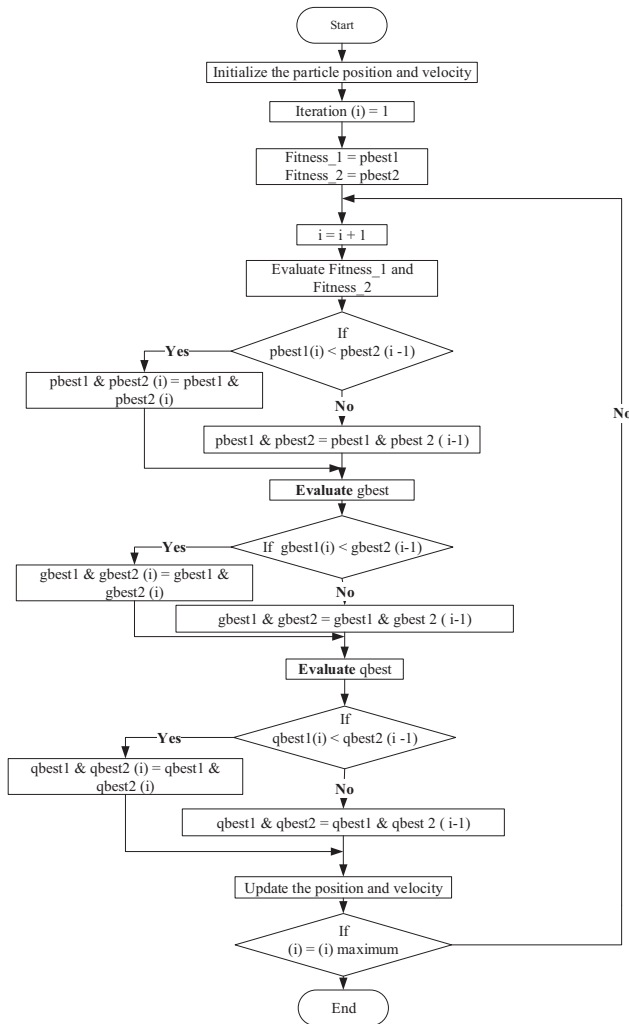 Start
Initialize the particle position and velocity
Iteration (i) = 1
Fitness_1 = pbest1
Fitness_2 = pbest2
i = i + 1
Evaluate Fitness_1 and
Fitness_2
If
pbest1(i) < pbest2 (i -1)
Yes
pbest1 & pbest2 (i) = pbest1 &
pbest2 (i)
No
pbest1 & pbest2 = pbest1 & pbest 2 ( i-1)
Evaluate gbest
If gbest1(i) < gbest2 (i-1)
Yes
gbest1 & gbest2 (i) = gbest1 &
gbest2 (i)
No
gbest1 & gbest2 = gbest1 & gbest 2 ( i-1)
Evaluate qbest
If
qbest1(i) < qbest2 (i -1)
Yes
qbest1 & qbest2 (i) = qbest1 &
qbest2 (i)
No
qbest1 & qbest2 = qbest1 & qbest 2 ( i-1)
Update the position and velocity
If
(i) = (i) maximum
No
End